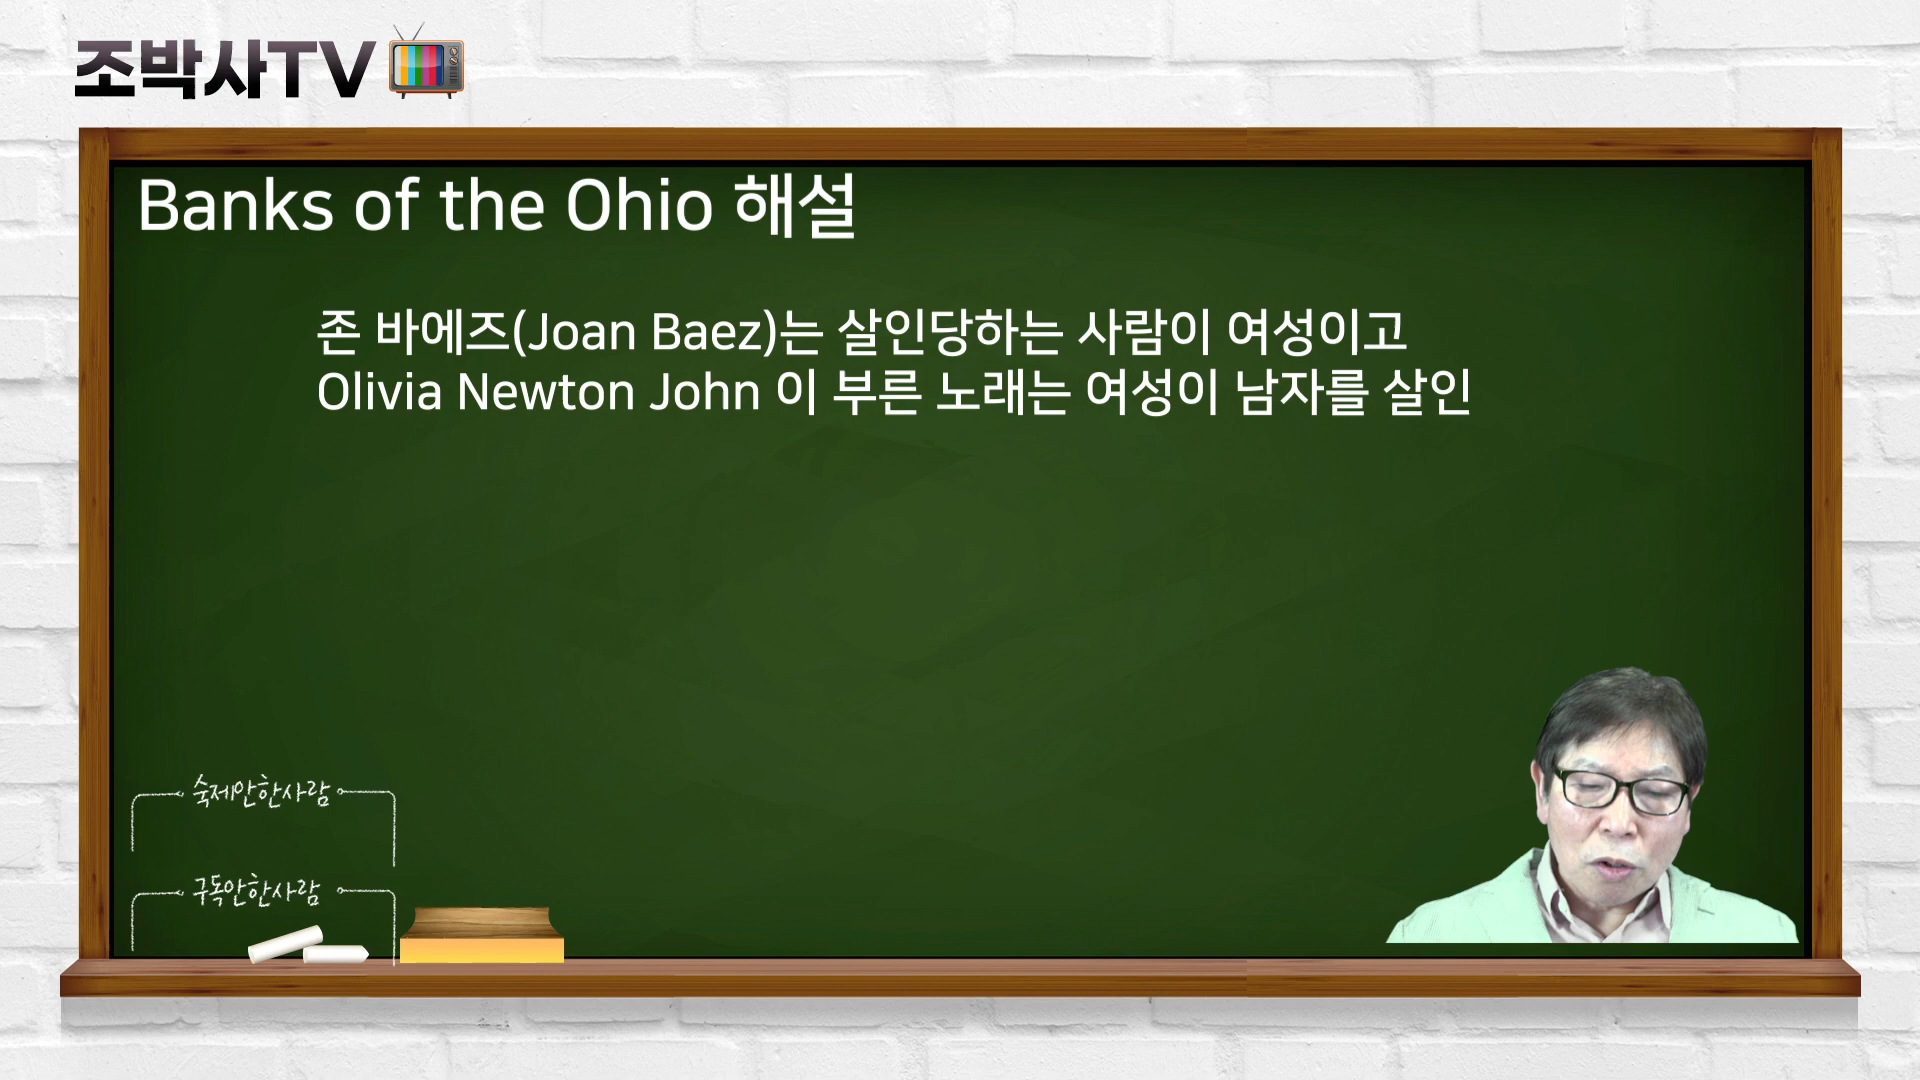 조박사TV
Banks of the Ohio 해설
존 바에즈(Joan Baez)는 살인당하는 사람이 여성이고
Olivia Newton John 이 부른 노래는 여성이 남자를 살인
숙제안한사람
구독안한사람